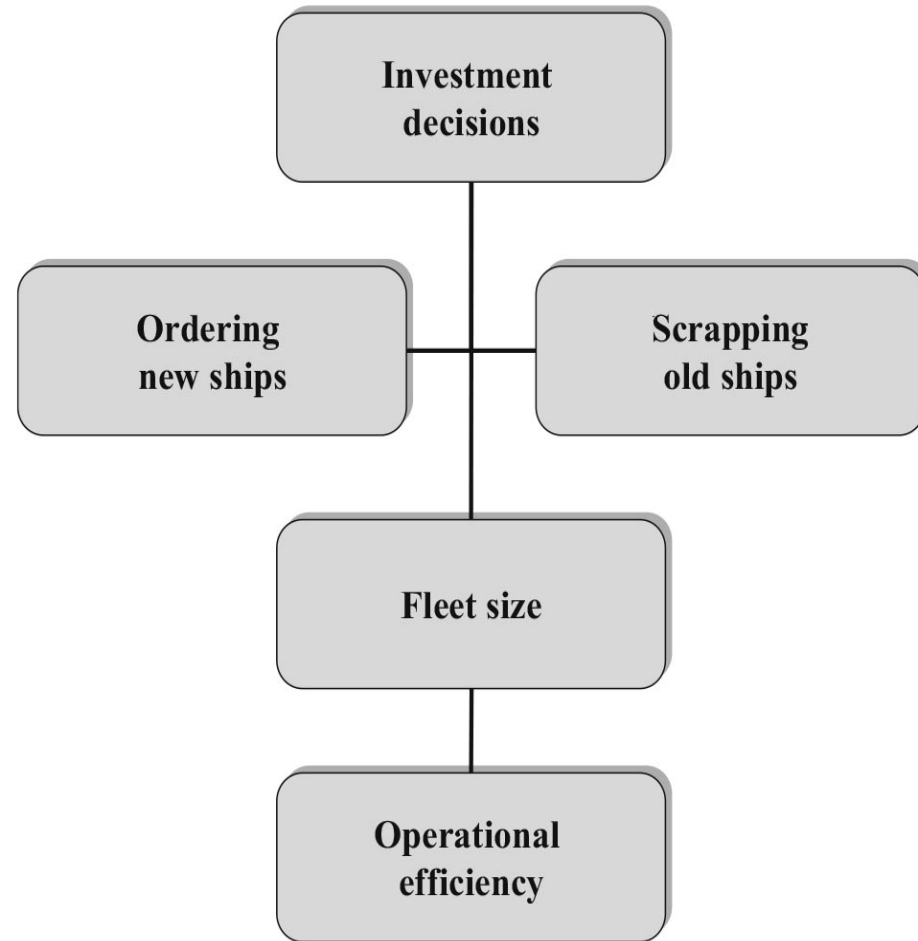 Investment
decisions
Ordering
new ships
Scrapping
old ships
Fleet size
Operational
efficiency